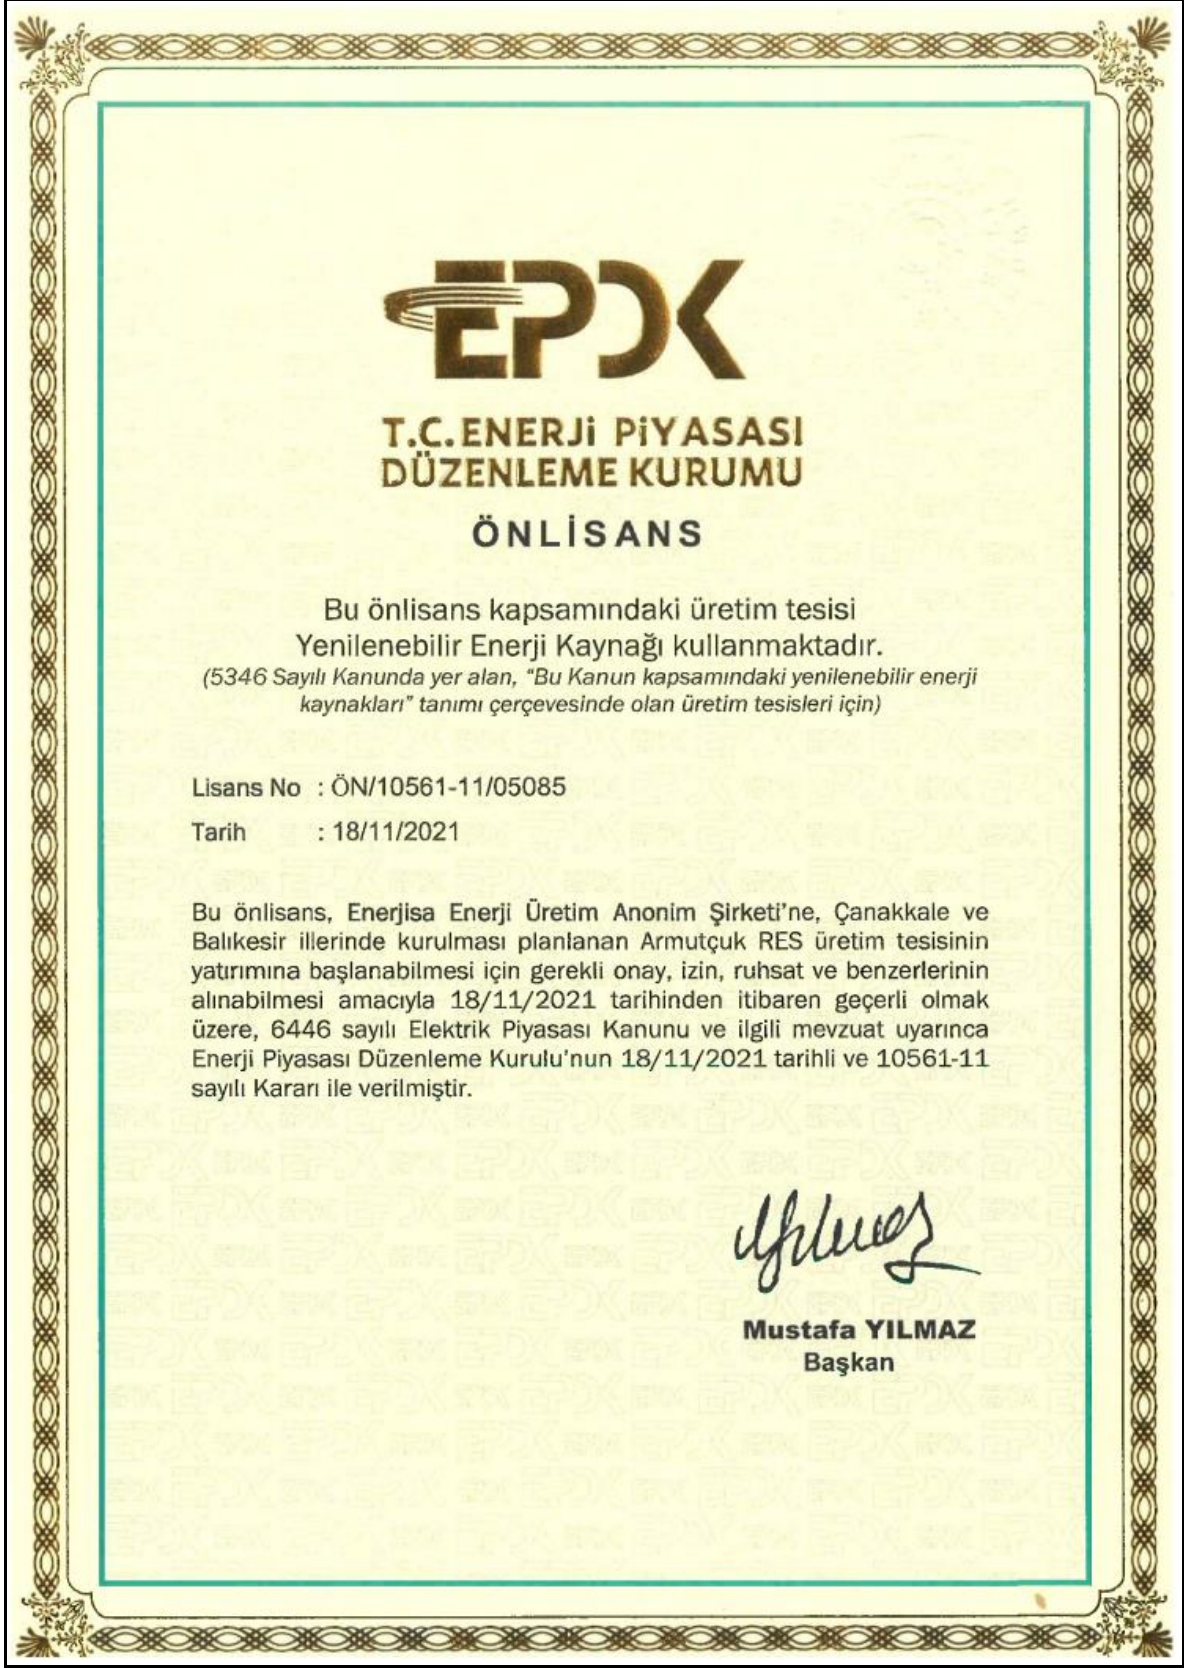 EPDK
T.C. ENERJİ PİYASASI
DÜZENLEME KURUMU
ÖNLİSANS
Bu önlisans kapsamındaki üretim tesisi
Yenilenebilir Enerji Kaynağı kullanmaktadır.
(5346 Sayılı Kanunda yer alan, “Bu Kanun kapsamındaki yenilenebilir enerji
kaynakları” tanımı çerçevesinde olan üretim tesisleri için)
Lisans No : ÖN/10561-11/05085
Tarih : 18/11/2021
Bu önlisans, Enerjisa Enerji Üretim Anonim Şirketi’ne, Çanakkale ve
Balıkesir illerinde kurulması planlanan Armutçuk RES üretim tesisinin
yatırımına başlanabilmesi için gerekli onay, izin, ruhsat ve benzerlerinin
alınabilmesi amacıyla 18/11/2021 tarihinden itibaren geçerli olmak
üzere, 6446 sayılı Elektrik Piyasası Kanunu ve ilgili mevzuat uyarınca
Enerji Piyasası Düzenleme Kurulu’nun 18/11/2021 tarihli ve 10561-11
sayılı Kararı ile verilmiştir.
Mustafa YILMAZ
Başkan